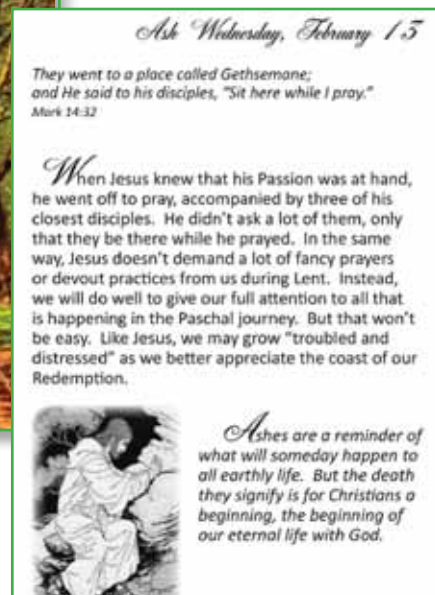 Ash Wednesday, February 13
They went to a place called Gethsemane;
and He said to his disciples, "Sit here while I pray."
Mark 14:32
When Jesus knew that his Passion was at hand,
he went off to pray, accompanied by three of his
closest disciples.  He didn't ask a lot of them, only
that they be there while he prayed.  In the same
way, Jesus doesn't demand a lot of fancy prayers
or devout practices from us during Lent.  Instead,
we will do well to give our full attention to all that
is happening in the Paschal journey.  But that won't
be easy.  Like Jesus, we may grow "troubled and
distressed" as we better appreciate the coast of our
Redemption.
Ashes are a reminder of
what will someday happen to
all earthly life.  But the death
they signify is for Christians a
beginning, the beginning of
our eternal life with God.